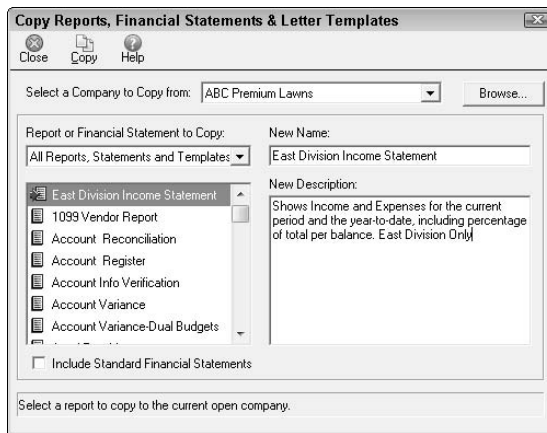 Copy Reports, Financial Statements & Letter Templates
Close Copy Help
Select a Company to Copy from: ABC Premium Lawns Browse...
Report or Financial Statement to Copy:
All Reports, Statements and Templates
East Division Income Statement
1099 Vendor Report
Account Reconciliation
Account Register
Account Info Verification
Account Variance
Account Variance-Dual Budgets
Include Standard Financial Statements
New Name:
East Division Income Statement
New Description:
Shows Income and Expenses for the current
period and the year-to-date, including percentage
of total per balance. East Division Only
Select a report to copy to the current open company.